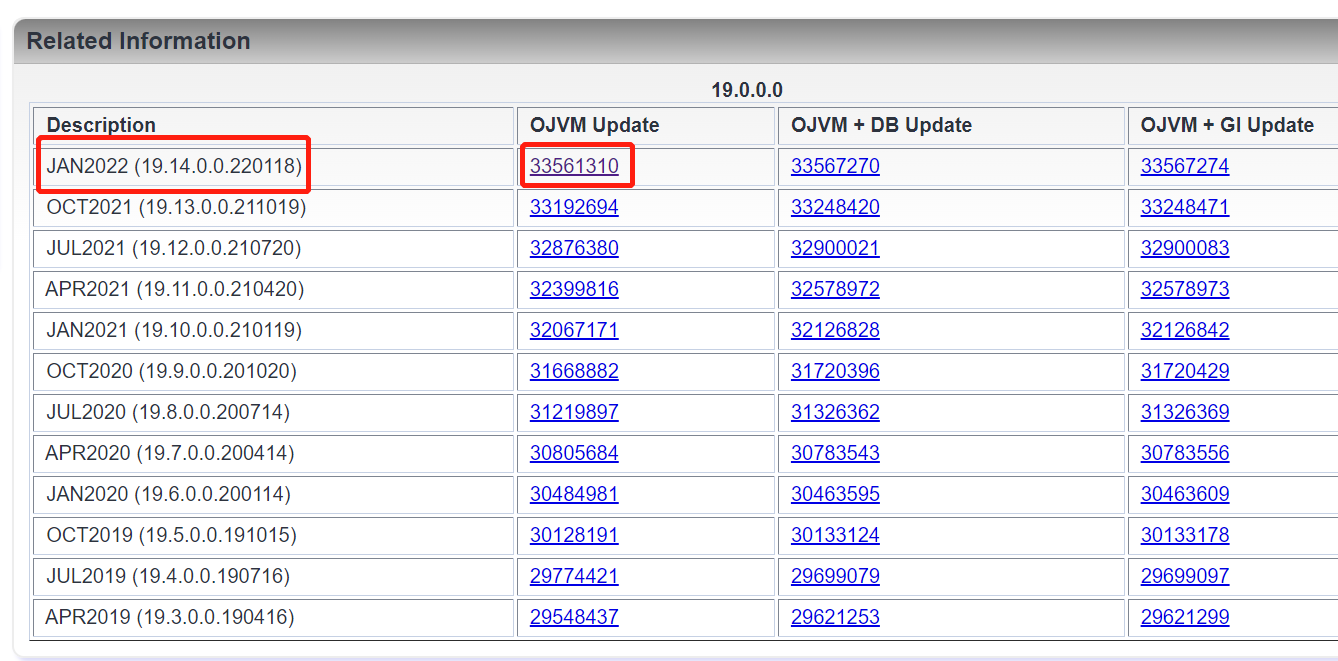 Related Information
19.0.0.0
Description OJVM Update OJVM + DB Update OJVM + GI Update
JAN2022 (19.14.0.0.220118) 33561310 33567270 33567274
OCT2021 (19.13.0.0.211019) 33192694 33248420 33248471
JUL2021 (19.12.0.0.210720) 32876380 32900021 32900083
APR2021 (19.11.0.0.210420) 32399816 32578972 32578973
JAN2021 (19.10.0.0.210119) 32067171 32126828 32126842
OCT2020 (19.9.0.0.201020) 31668882 31720396 31720429
JUL2020 (19.8.0.0.200714) 31219897 31326362 31326369
APR2020 (19.7.0.0.200414) 30805684 30783543 30783556
JAN2020 (19.6.0.0.200114) 30484981 30463595 30463609
OCT2019 (19.5.0.0.191015) 30128191 30133124 30133178
JUL2019 (19.4.0.0.190716) 29774421 29699079 29699097
APR2019 (19.3.0.0.190416) 29548437 29621253 29621299